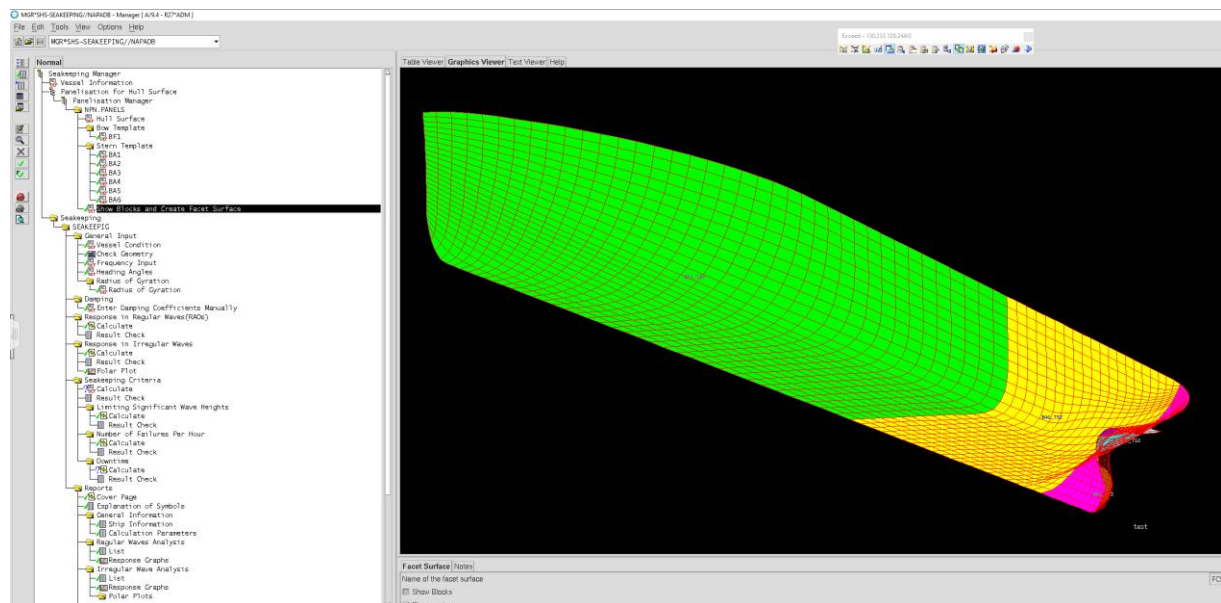 MGR*SHS-SEAKEEPING//NAPADB - Manager [ A/9.4 - R27*ADM ]
File Edit Tools View Options Help
MGR*SHS-SEAKEEPING//NAPADB
Exceed - 130.235.129.244:0
Normal
Seakeeping Manager
Vessel Information
Panelisation for Hull Surface
Panelisation Manager
NPN.PANELS
Hull Surface
Bow Template
BF1
Stern Template
BA1
BA2
BA3
BA4
BA5
BA6
Show Blocks and Create Facet Surface
Seakeeping
SEAKEEPIG
General Input
Vessel Condition
Check Geometry
Frequency Input
Heading Angles
Radius of Gyration
Radius of Gyration
Damping
Enter Damping Coefficients Manually
Response in Regular Waves(RAOs)
Calculate
Result Check
Response in Irregular Waves
Calculate
Result Check
Polar Plot
Seakeeping Criteria
Calculate
Result Check
Limiting Significant Wave Heights
Calculate
Result Check
Number of Failures Per Hour
Calculate
Result Check
Downtime
Calculate
Result Check
Reports
Cover Page
Explanation of Symbols
General Information
Ship Information
Calculation Parameters
Regular Waves Analysis
List
Response Graphs
Irregular Wave Analysis
List
Response Graphs
Polar Plots
Table Viewer Graphics Viewer Text Viewer Help
test
Facet Surface Notes
Name of the facet surface
Show Blocks